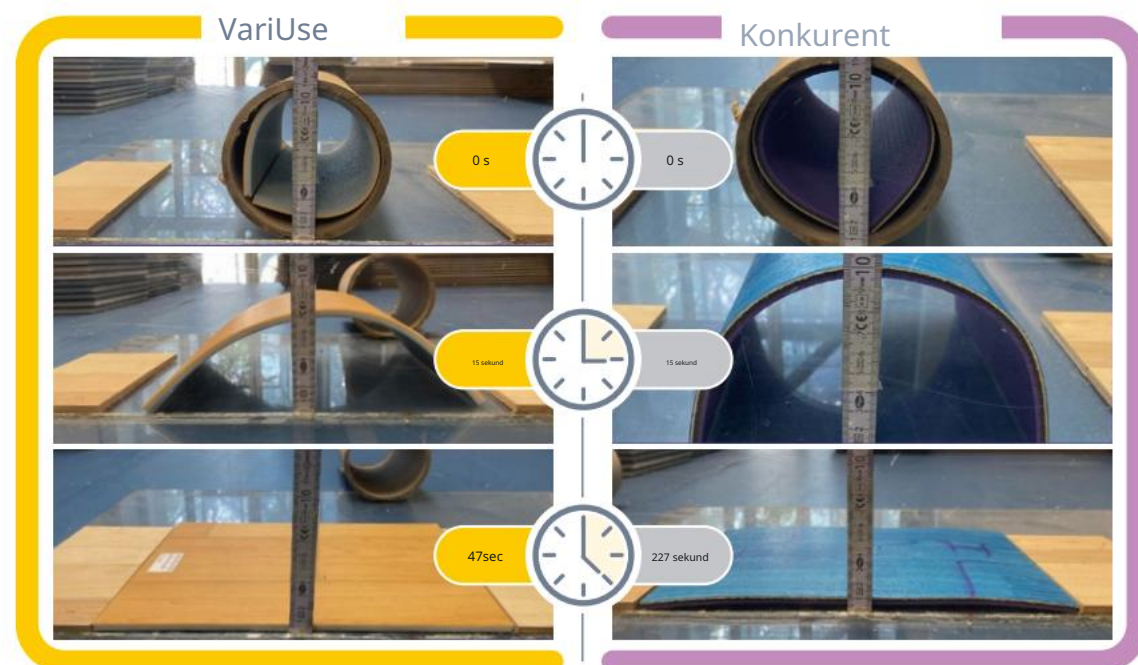 VariUse
Konkurent
0 s
0 s
15 sekund
15 sekund
47sec
227 sekund